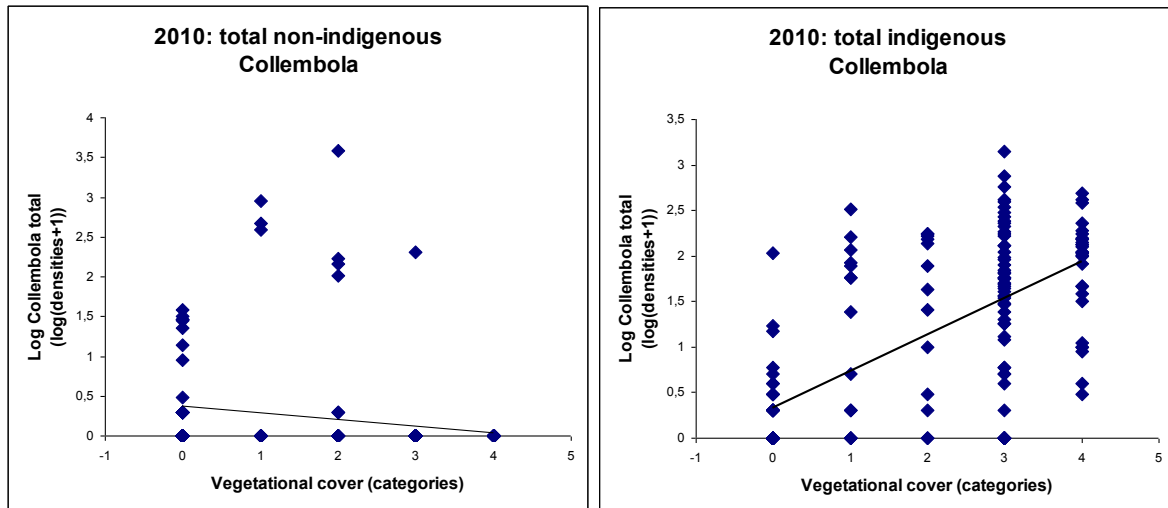 2010: total non-indigenous
Collembola
Log Collembola total
(log(densities+1))
4
3,5
3
2,5
2
1,5
1
0,5
0
-1 0 1 2 3 4 5
Vegetational cover (categories)
2010: total indigenous
Collembola
Log Collembola total
(log(densities+1))
3,5
3
2,5
2
1,5
1
0,5
0
-1 0 1 2 3 4 5
Vegetational cover (categories)